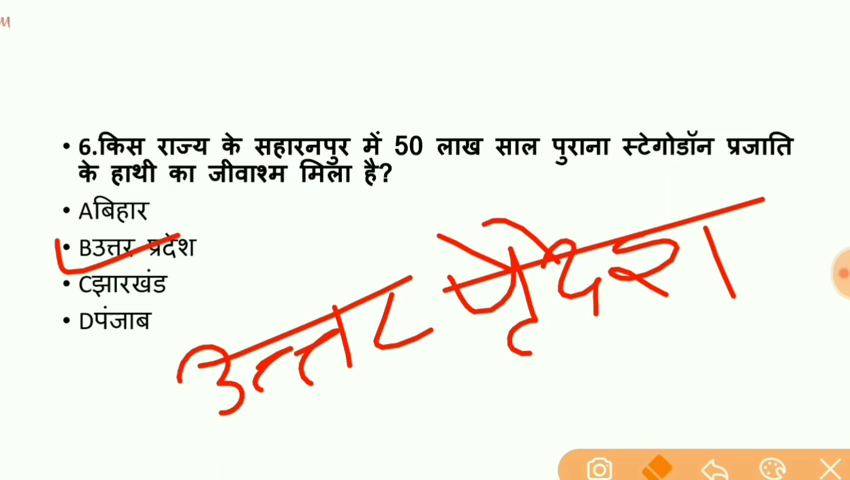 • 6.किस राज्य के सहारनपुर में 50 लाख साल पुराना स्टेगोडॉन प्रजाति
के हाथी का जीवाश्म मिला है?
• Aबिहार
• Bउत्तर प्रदेश
• Cझारखंड
• Dपंजाब
उत्तर प्रदेश